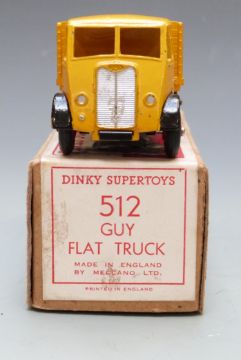 DINKY SUPERTOYS
512
GUY
FLAT TRUCK
MADE IN ENGLAND
BY MECCANO LTD.
PRINTED IN ENGLAND